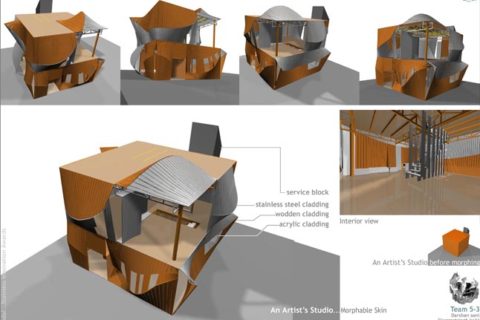 service block
stainless steel cladding
wodden cladding
acrylic cladding
Interior view
An Artist's Studio before morphing
An Artist's Studio... Morphable Skin
Team 5-3